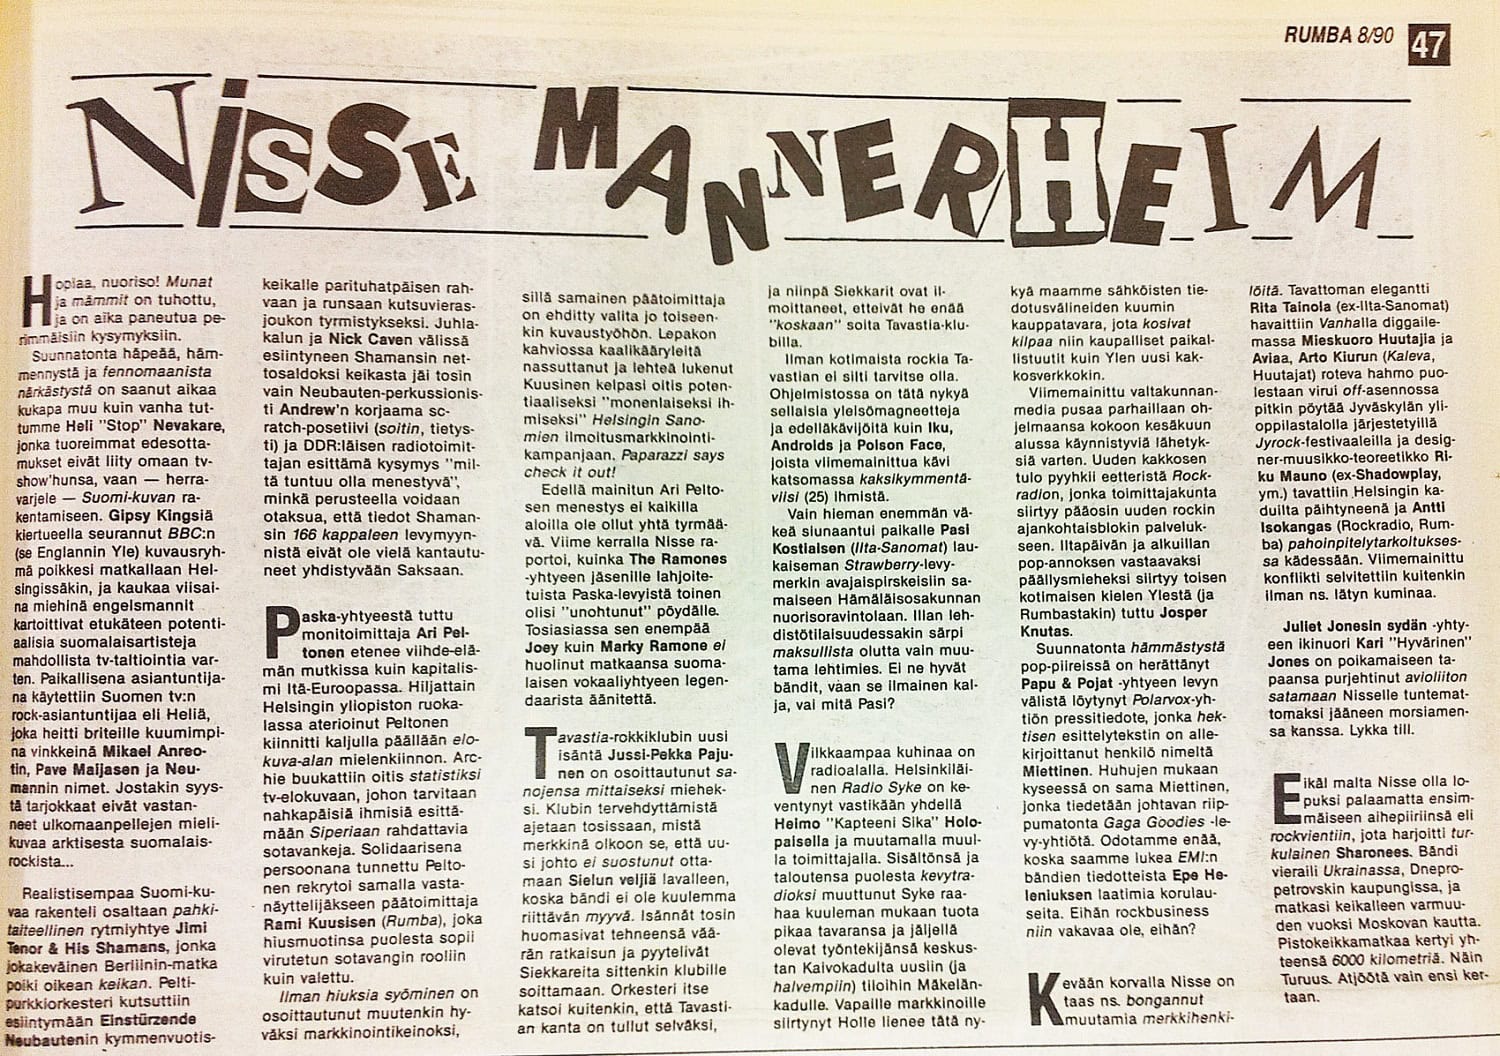 RUMBA 8/90 47
NISSE MANNERHEIM
Hopiaa, nuoriso! Munat
ja mämmit on tuhottu,
ja on aika paneutua pe-
rimmäisiin kysymyksiin.
Suunnatonta häpeää, häm-
mennystä ja fennomaanista
närkästystä on saanut aikaa
kukapa muu kuin vanha tut-
tumme Heli "Stop" Nevakare,
jonka tuoreimmat edesotta-
mukset eivät liity omaan tv-
show'hunsa, vaan — herra-
varjele — Suomi-kuvan ra-
kentamiseen. Gipsy Kingsiä
kiertueella seurannut BBC:n
(se Englannin Yle) kuvausryh-
mä poikkesi matkallaan Hel-
singissäkin, ja kaukaa viisai-
na miehinä engelsmannit
kartoittivat etukäteen potenti-
aalisia suomalaisartisteja
mahdollista tv-taltiointia var-
ten. Paikallisena asiantuntija-
na käytettiin Suomen tv:n
rock-asiantuntijaa eli Heliä,
joka heitti briteille kuumimpi-
na vinkkeinä Mikael Anreo-
tin, Pave Maijasen ja Neu-
mannin nimet. Jostakin syys-
tä tarjokkaat eivät vastan-
neet ulkomaanpellejen mieli-
kuvaa arktisesta suomalais-
rockista...
Realistisempaa Suomi-ku-
vaa rakenteli osaltaan pahki-
taiteellinen rytmiyhtye Jimi
Tenor & His Shamans, jonka
jokakeväinen Berliinin-matka
poiki oikean keikan. Pelti-
purkkiorkesteri kutsuttiin
esiintymään Einstürzende
Neubautenin kymmenvuotis-
keikalle parituhatpäisen rah-
vaan ja runsaan kutsuvieras-
joukon tyrmistykseksi. Juhla-
kalun ja Nick Caven välissä
esiintyneen Shamansin net-
tosaldoksi keikasta jäi tosin
vain Neubauten-perkussionis-
ti Andrew'n korjaama sc-
ratch-posetiivi (soitin, tietys-
ti) ja DDR:läisen radiotoimit-
tajan esittämä kysymys "mil-
tä tuntuu olla menestyvä",
minkä perusteella voidaan
otaksua, että tiedot Shaman-
sin 166 kappaleen levymyyn-
nistä eivät ole vielä kantautu-
neet yhdistyvään Saksaan.
Paska-yhtyeestä tuttu
monitoimittaja Ari Pel-
tonen etenee viihde-elä-
män mutkissa kuin kapitalis-
mi Itä-Euroopassa. Hiljattain
Helsingin yliopiston ruoka-
lassa aterioinut Peltonen
kiinnitti kaljulla päällään elo-
kuva-alan mielenkiinnon. Arc-
hie buukattiin oitis statistiksi
tv-elokuvaan, johon tarvitaan
nahkapäisiä ihmisiä esittä-
mään Siperiaan rahdattavia
sotavankeja. Solidaarisena
persoonana tunnettu Pelto-
nen rekrytoi samalla vasta-
näyttelijäkseen päätoimittaja
Rami Kuusisen (Rumba), joka
hiusmuotinsa puolesta sopii
virutetun sotavangin rooliin
kuin valettu.
Ilman hiuksia syöminen on
osoittautunut muutenkin hy-
väksi markkinointikeinoksi,
sillä samainen päätoimittaja
on ehditty valita jo toiseen-
kin kuvaustyöhön. Lepakon
kahviossa kaalikääryleitä
nassuttanut ja lehteä lukenut
Kuusinen kelpasi oitis poten-
tiaaliseksi "monenlaiseksi ih-
miseksi" Helsingin Sano-
mien ilmoitusmarkkinointi-
kampanjaan. Paparazzi says
check it out!
Edellä mainitun Ari Pelto-
sen menestys ei kaikilla
aloilla ole ollut yhtä tyrmää-
vä. Viime kerralla Nisse ra-
portoi, kuinka The Ramones
-yhtyeen jäsenille lahjoite-
tuista Paska-levyistä toinen
olisi "unohtunut" pöydälle.
Tosiasiassa sen enempää
Joey kuin Marky Ramone ei
huolinut matkaansa suoma-
laisen vokaaliyhtyeen legen-
daarista äänitettä.
Tavastia-rokkiklubin uusi
isäntä Jussi-Pekka Paju-
nen on osoittautunut sa-
nojensa mittaiseksi mieheksi-
si. Klubin tervehdyttämistä
ajetaan tosissaan, mistä
merkkinä olkoon se, että uu-
si johto ei suostunut otta-
maan Sielun veljiä lavalleen,
koska bändi ei ole kuulemma
riittävän myyvä. Isännät tosin
huomasivat tehneensä vää-
rän ratkaisun ja pyytelivät
Siekkareita sittenkin klubille
soittamaan. Orkesteri itse
katsoi kuitenkin, että Tavasti-
an kanta on tullut selväksi,
ja niinpä Siekkarit ovat il-
moittaneet, etteivät he enää
"koskaan" soita Tavastia-klu-
billa.
Ilman kotimaista rockia Ta-
vastian ei silti tarvitse olla.
Ohjelmistossa on tätä nykyä
sellaisia yleisömagneetteja
ja edelläkävijöitä kuin Iku,
Androids ja Poison Face,
joista viimemainittua kävi
katsomassa kaksikymmentä-
viisi (25) ihmistä.
Vain hieman enemmän vä-
keä siunaantui paikalle Pasi
Kostiaisen (Ilta-Sanomat) lau-
kaiseman Strawberry-levy-
merkin avajaispirskeisiin sa-
maiseen Hämäläisosakunnan
nuorisoravintolaan. Illan leh-
distötilaisuudessakin särpi
maksullista olutta vain muu-
tama lehtimies. Ei ne hyvät
bändit, vaan se ilmainen kal-
ja, vai mitä Pasi?
Vilkkaampaa kuhinaa on
radioalalla. Helsinkiläi-
nen Radio Syke on ke-
ventynyt vastikään yhdellä
Heimo "Kapteeni Sika" Holo-
paisella ja muutamalla muul-
la toimittajalla. Sisältönsä ja
taloutensa puolesta kevytra-
dioksi muuttunut Syke raa-
haa kuuleman mukaan tuota
pikaa tavaransa ja jäljellä
olevat työntekijänsä keskus-
tan Kaivokadulta uusiin (ja
halvempiin) tiloihin Mäkelän-
kadulle. Vapaille markkinoille
siirtynyt Holle lienee tätä ny-
kyä maamme sähköisten tie-
dotusvälineiden kuumin
kauppatavara, jota kosivat
kilpaa niin kaupalliset paikal-
listuutit kuin Ylen uusi kak-
kosverkkokin.
Viimemainittu valtakunnan-
media pusaa parhaillaan oh-
jelmaansa kokoon kesäkuun
alussa käynnistyviä lähetyk-
siä varten. Uuden kakkosen
tulo pyyhkii eetteristä Rock-
radion, jonka toimittajakunta
siirtyy pääosin uuden rockin
ajankohtaisblokin palveluk-
seen. Iltapäivän ja alkuillan
pop-annoksen vastaavaksi
päällysmieheksi siirtyy toisen
kotimaisen kielen Ylestä (ja
Rumbastakin) tuttu Josper
Knutas.
Suunnatonta hämmästystä
pop-piireissä on herättänyt
Papu & Pojat -yhtyeen levyn
välistä löytynyt Polarvox-yh-
tiön pressitiedote, jonka hek-
tisen esittelytekstin on alle-
kirjoittanut henkilö nimeltä
Miettinen. Huhujen mukaan
kyseessä on sama Miettinen,
jonka tiedetään johtavan riip-
pumatonta Gaga Goodies -le-
vy-yhtiötä. Odotamme enää,
koska saamme lukea EMI:n
bändien tiedotteista Epe He-
leniuksen laatimia korulau-
seita. Eihän rockbusiness
niin vakavaa ole, eihän?
Kevään korvalla Nisse on
taas ns. bongannut
muutamia merkkihenki-
löitä. Tavattoman elegantti
Rita Tainola (ex-Ilta-Sanomat)
havaittiin Vanhalla diggaile-
massa Mieskuoro Huutajia ja
Aviaa, Arto Kiurun (Kaleva,
Huutajat) roteva hahmo puo-
lestaan virui off-asennossa
pitkin pöytää Jyväskylän yli-
oppilastalolla järjestetyillä
Jyrock-festivaaleilla ja desig-
ner-muusikko-teoreetikko Ri-
ku Mauno (ex-Shadowplay,
ym.) tavattiin Helsingin ka-
duilta päihtyneenä ja Antti
Isokangas (Rockradio, Rum-
ba) pahoinpitelytarkoitukses-
sa kädessään. Viimemainittu
konflikti selvitettiin kuitenkin
ilman ns. lätyn kuminaa.
Juliet Jonesin sydän -yhty-
een ikinuori Kari "Hyvärinen"
Jones on poikamaiseen ta-
paansa purjehtinut avioliiton
satamaan Nisselle tuntemat-
tomaksi jääneen morsiamen-
sa kanssa. Lykka till.
Eikäl malta Nisse olla lo-
puksi palaamatta ensim-
mäiseen aihepiiriinsä eli
rockvientiin, jota harjoitti tur-
kulainen Sharonees. Bändi
vieraili Ukrainassa, Dnepro-
petrovskin kaupungissa, ja
matkasi keikalleen varmuu-
den vuoksi Moskovan kautta.
Pistokeikkamatkaa kertyi yh-
teensä 6000 kilometriä. Näin
Turuus. Atjöötä vain ensi ker-
taan.